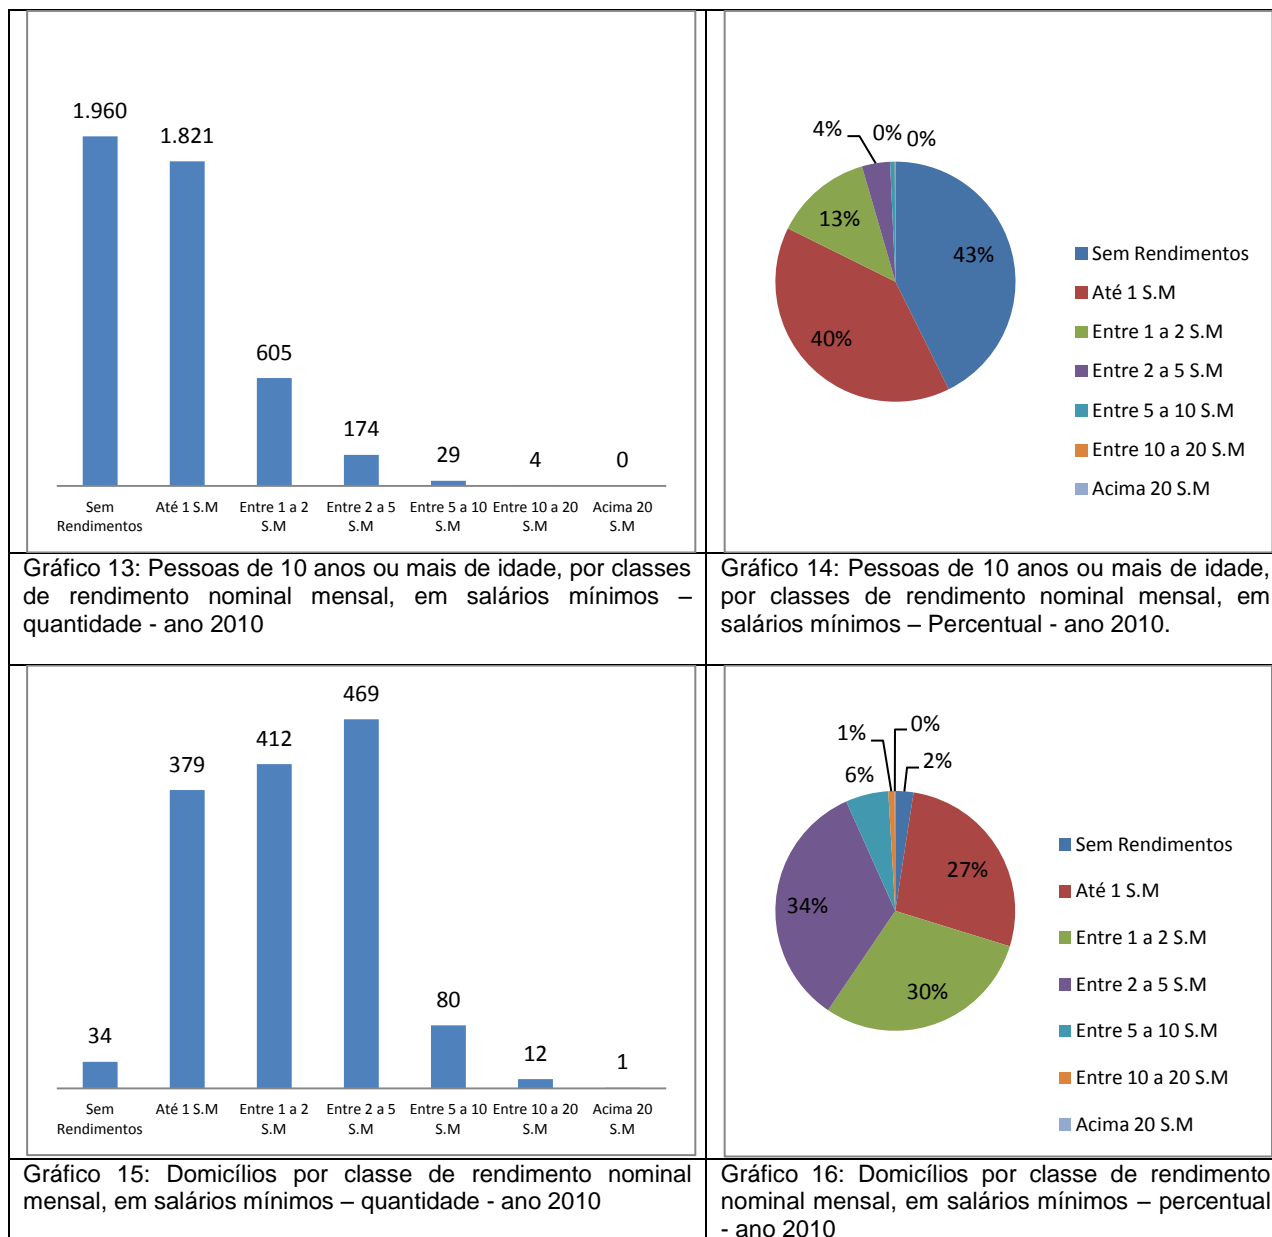 1.960
1.821
605
174
29
4
0
Sem
Rendimentos
Até 1 S.M
Entre 1 a 2
S.M
Entre 2 a 5
S.M
Entre 5 a 10
S.M
Entre 10 a 20
S.M
Acima 20
S.M
Gráfico 13: Pessoas de 10 anos ou mais de idade, por classes
de rendimento nominal mensal, em salários mínimos –
quantidade - ano 2010
4%
0%
0%
13%
43%
40%
Sem Rendimentos
Até 1 S.M
Entre 1 a 2 S.M
Entre 2 a 5 S.M
Entre 5 a 10 S.M
Entre 10 a 20 S.M
Acima 20 S.M
Gráfico 14: Pessoas de 10 anos ou mais de idade,
por classes de rendimento nominal mensal, em
salários mínimos – Percentual - ano 2010.
34
379
412
469
80
12
1
Sem
Rendimentos
Até 1 S.M
Entre 1 a 2
S.M
Entre 2 a 5
S.M
Entre 5 a 10
S.M
Entre 10 a 20
S.M
Acima 20
S.M
Gráfico 15: Domicílios por classe de rendimento nominal
mensal, em salários mínimos – quantidade - ano 2010
1%
0%
6%
2%
27%
34%
30%
Sem Rendimentos
Até 1 S.M
Entre 1 a 2 S.M
Entre 2 a 5 S.M
Entre 5 a 10 S.M
Entre 10 a 20 S.M
Acima 20 S.M
Gráfico 16: Domicílios por classe de rendimento
nominal mensal, em salários mínimos – percentual
- ano 2010